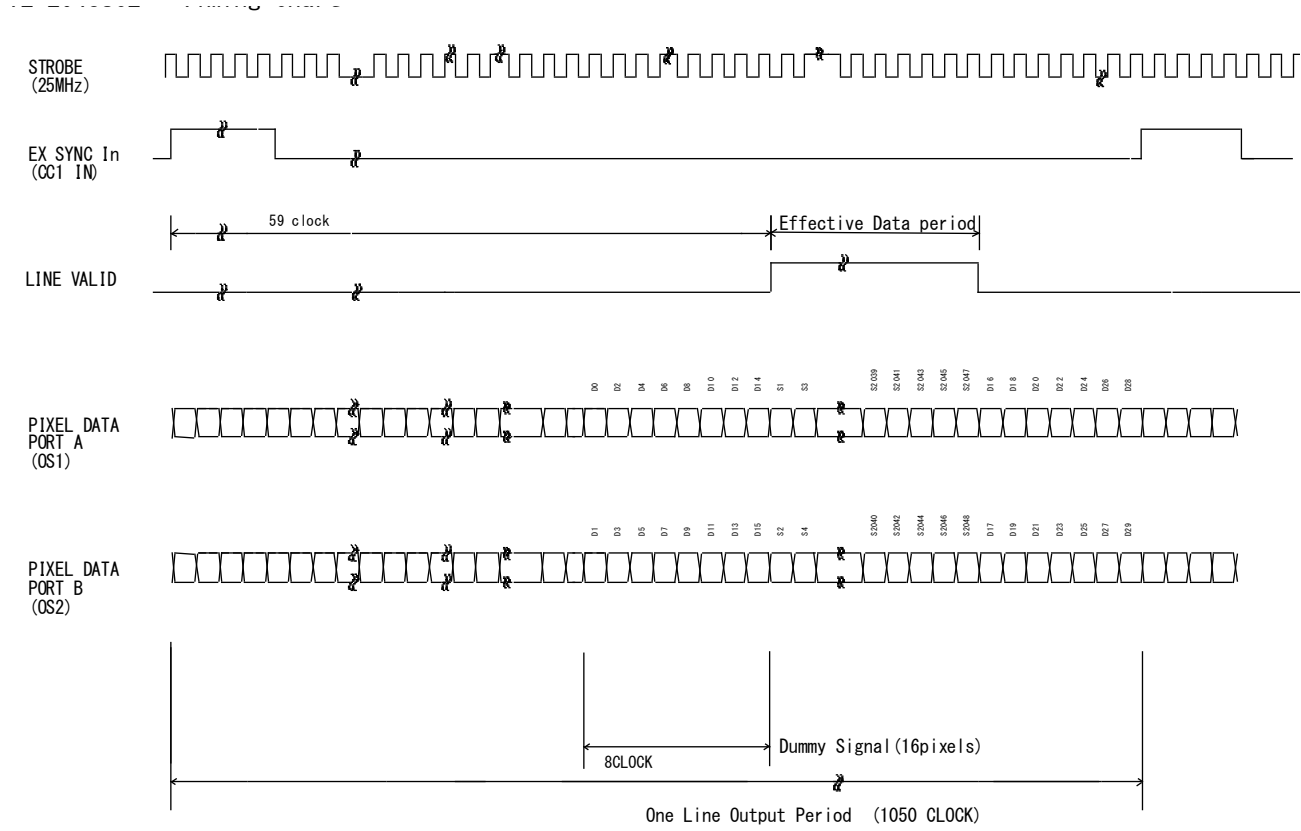 STROBE
(25MHz)
EX SYNC In
(CC1 IN)
59 clock
Effective Data period
LINE VALID
D0 D2 D4 D6 D8 D10 D12 D14 S1 S3 S2039 S2041 S2043 S2045 S2047 D16 D18 D20 D22 D24 D26 D28
PIXEL DATA
PORT A
(OS1)
D1 D3 D5 D7 D9 D11 D13 D15 S2 S4 S2040 S2042 S2044 S2046 S2048 D17 D19 D21 D23 D25 D27 D29
PIXEL DATA
PORT B
(OS2)
Dummy Signal(16pixels)
8CLOCK
One Line Output Period (1050 CLOCK)